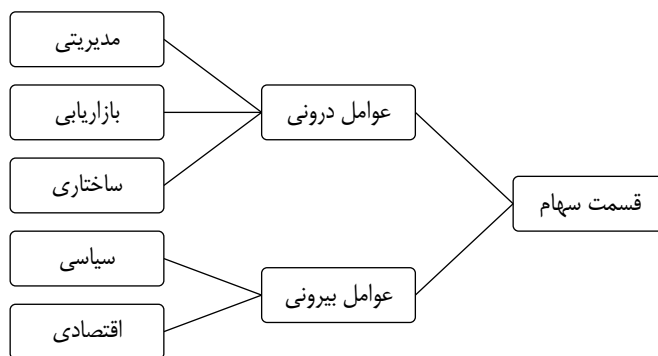 قسمت سهام
عوامل درونی
مدیریتی
بازاریابی
ساختاری
عوامل بیرونی
سیاسی
اقتصادی